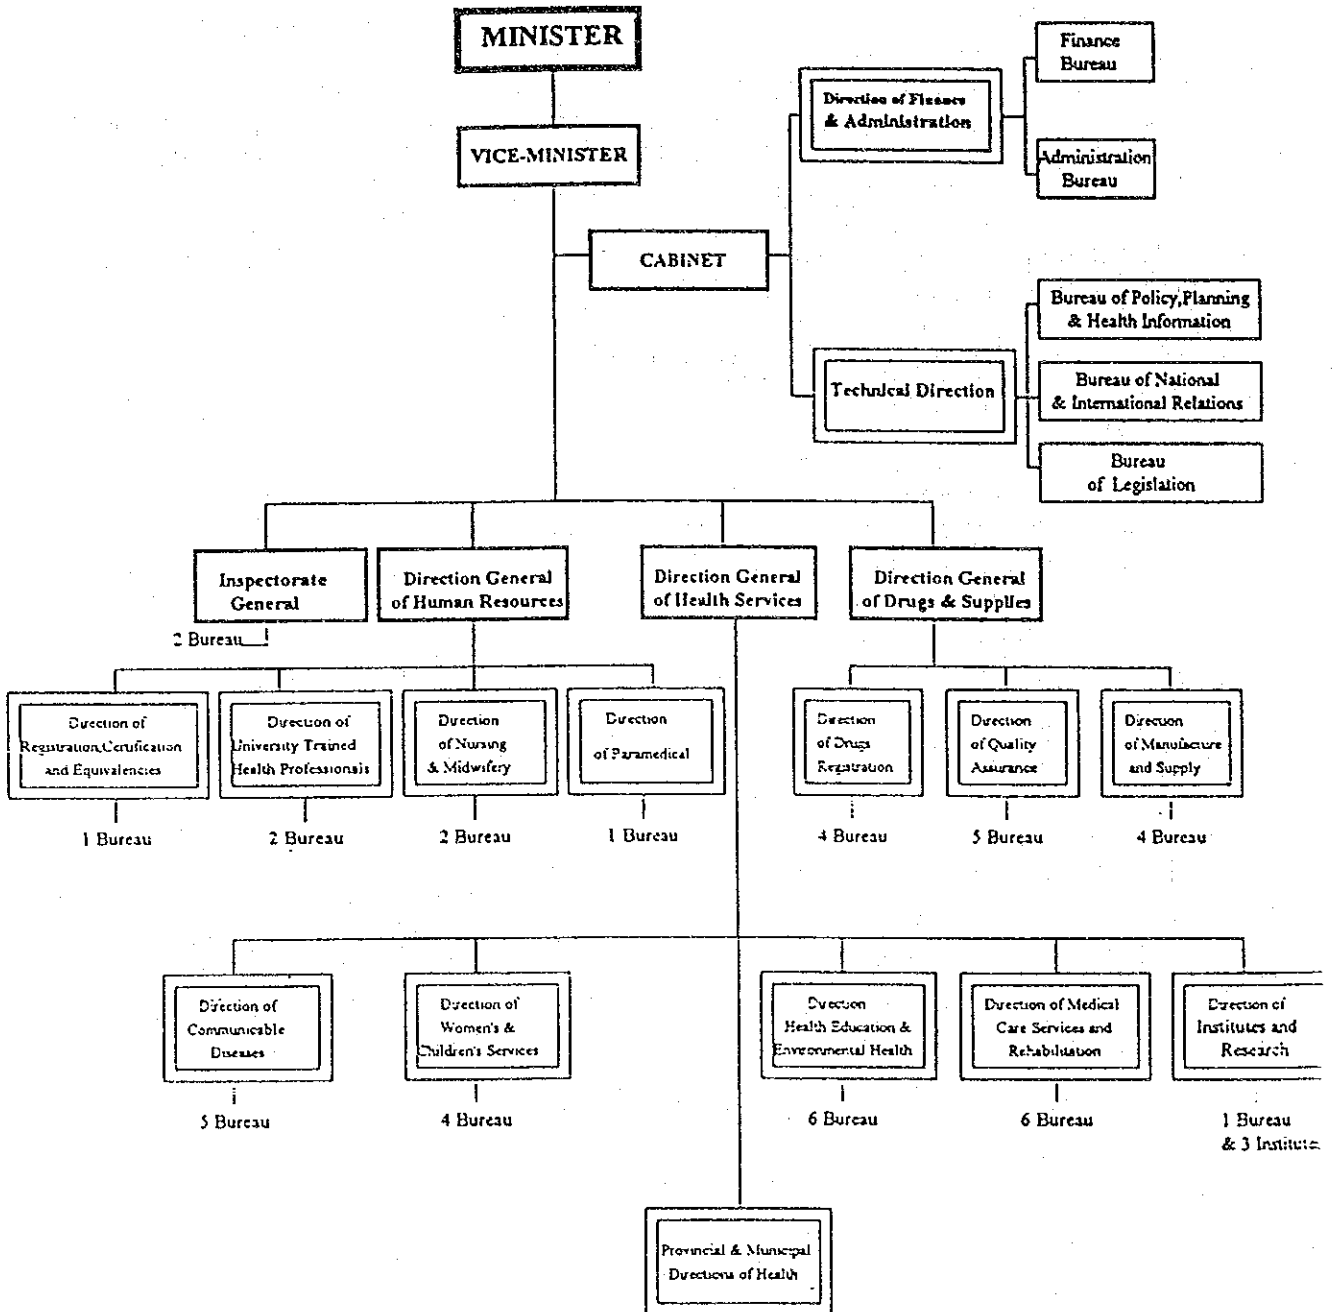 MINISTER
VICE-MINISTER
CABINET
Direction of Finance
& Administration
Finance
Bureau
Administration
Bureau
Technical Direction
Bureau of Policy,Planning
& Health Information
Bureau of National
& International Relations
Bureau
of Legislation
Inspectorate
General
2 Bureau
Direction General
of Human Resources
Direction General
of Health Services
Direction General
of Drugs & Supplies
Direction of
Registration,Certification
and Equivalencies
1 Bureau
Direction of
University Trained
Health Professionals
2 Bureau
Direction
of Nursing
& Midwifery
2 Bureau
Direction
of Paramedical
1 Bureau
Direction
of Drugs
Registration
4 Bureau
Direction
of Quality
Assurance
5 Bureau
Direction
of Manufacture
and Supply
4 Bureau
Direction of
Communicable
Diseases
5 Bureau
Direction of
Women's &
Children's Services
4 Bureau
Direction
Health Education &
Environmental Health
6 Bureau
Direction of Medical
Care Services and
Rehabilitation
6 Bureau
Direction of
Institutes and
Research
1 Bureau
& 3 Institute
Provincial & Municipal
Directions of Health